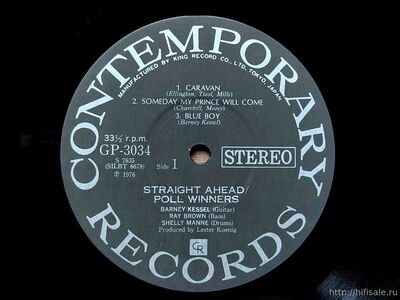 CONTEMPORARY
MANUFACTURED BY KING RECORD CO., LTD. TOKYO, JAPAN
1. CARAVAN
(Ellington, Tizol, Mills)
2. SOMEDAY MY PRINCE WILL COME
(Churchill, Morey)
3. BLUE BOY
(Barney Kessel)
33⅓ r.p.m.
GP-3034
S 7635
(SILBT 6678)
℗ 1976
Side 1
STEREO
STRAIGHT AHEAD/
POLL WINNERS
BARNEY KESSEL (Guitar)
RAY BROWN (Bass)
SHELLY MANNE (Drums)
Produced by Lester Koenig
CR
RECORDS
http://hifisale.ru